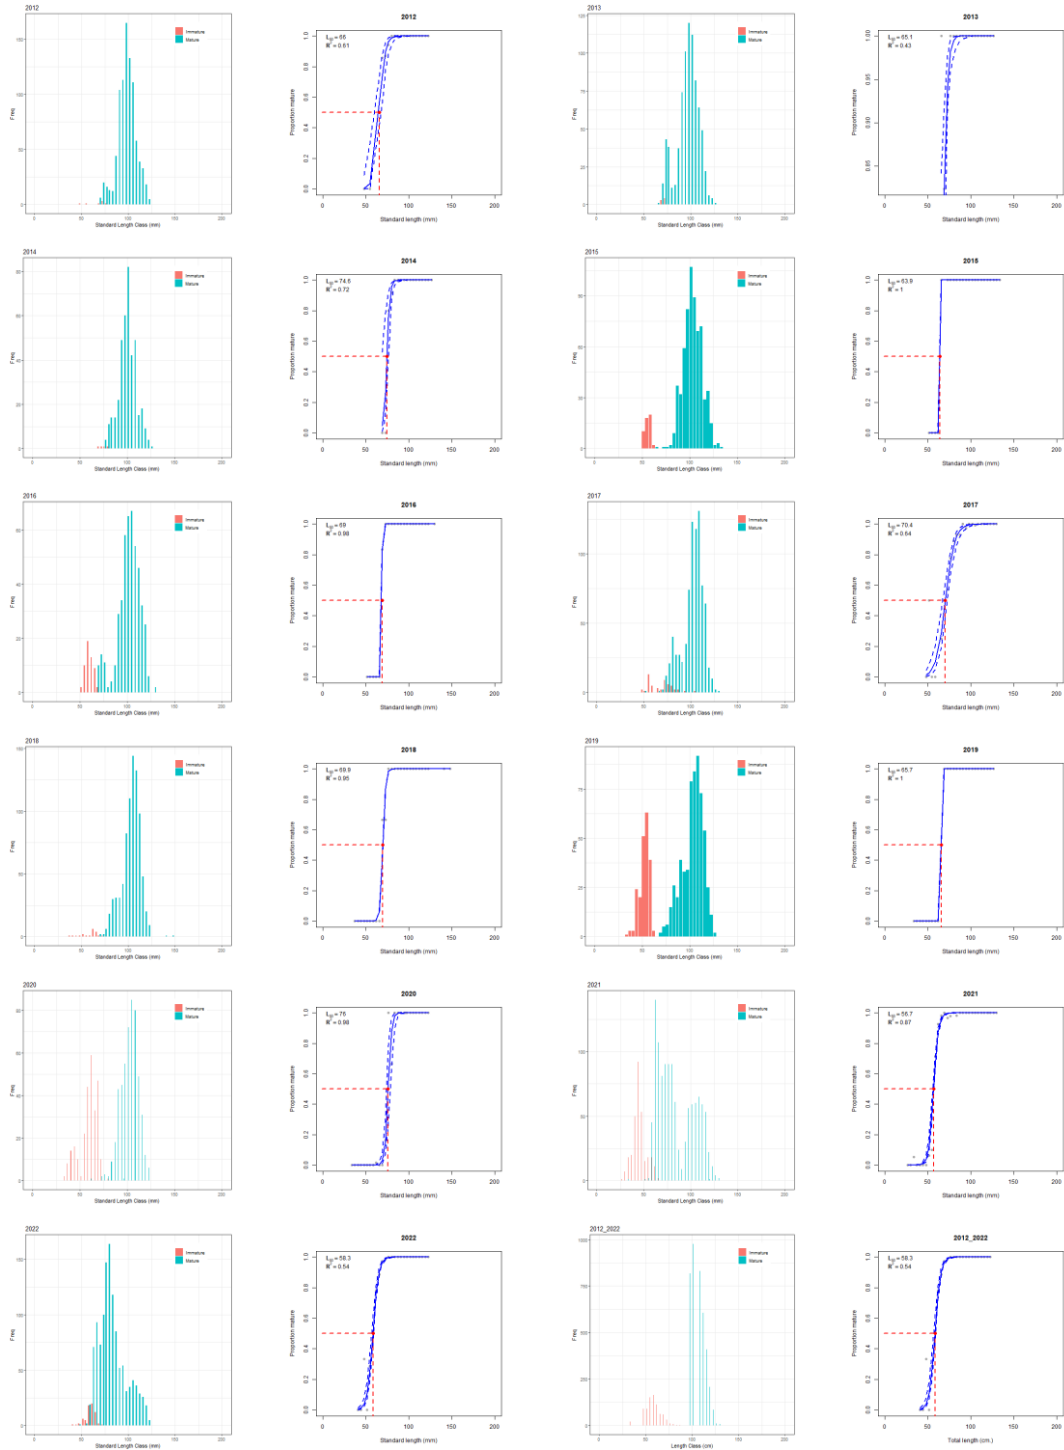 2012
Immature
Mature
Freq
Standard Length Class (mm)
2012
L50 = 66
R² = 0.61
Proportion mature
Standard length (mm)
2013
Immature
Mature
Freq
Standard Length Class (mm)
2013
L50 = 65.1
R² = 0.43
Proportion mature
Standard length (mm)
2014
Immature
Mature
Freq
Standard Length Class (mm)
2014
L50 = 74.6
R² = 0.72
Proportion mature
Standard length (mm)
2015
Immature
Mature
Freq
Standard Length Class (mm)
2015
L50 = 63.9
R² = 1
Proportion mature
Standard length (mm)
2016
Immature
Mature
Freq
Standard Length Class (mm)
2016
L50 = 69
R² = 0.98
Proportion mature
Standard length (mm)
2017
Immature
Mature
Freq
Standard Length Class (mm)
2017
L50 = 70.4
R² = 0.64
Proportion mature
Standard length (mm)
2018
Immature
Mature
Freq
Standard Length Class (mm)
2018
L50 = 69.9
R² = 0.95
Proportion mature
Standard length (mm)
2019
Immature
Mature
Freq
Standard Length Class (mm)
2019
L50 = 65.7
R² = 1
Proportion mature
Standard length (mm)
2020
Immature
Mature
Freq
Standard Length Class (mm)
2020
L50 = 76
R² = 0.98
Proportion mature
Standard length (mm)
2021
Immature
Mature
Freq
Standard Length Class (mm)
2021
L50 = 56.7
R² = 0.87
Proportion mature
Standard length (mm)
2022
Immature
Mature
Freq
Standard Length Class (mm)
2022
L50 = 58.3
R² = 0.54
Proportion mature
Standard length (mm)
2012_2022
Immature
Mature
Freq
Length Class (cm)
2012_2022
L50 = 58.3
R² = 0.54
Proportion mature
Total length (cm.)